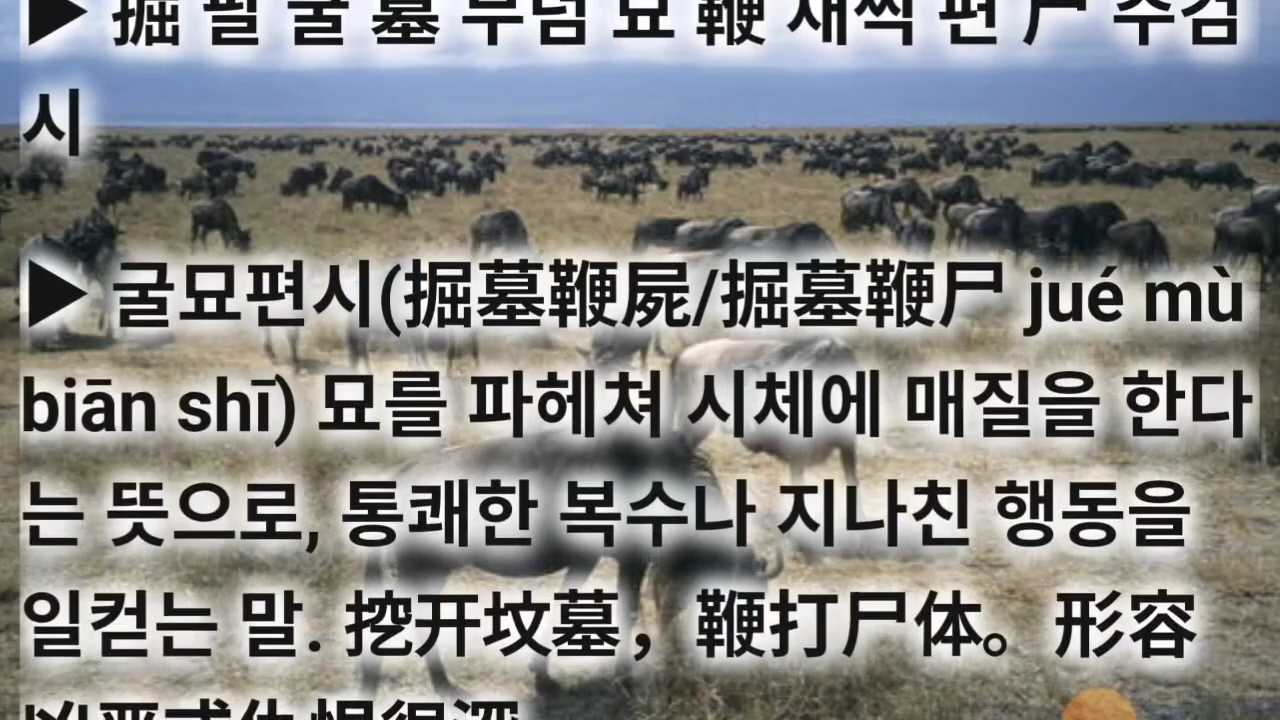 ▶ 掘 팔 굴 墓 무덤 묘 鞭 채찍 편 尸 주검
시
▶ 굴묘편시(掘墓鞭屍/掘墓鞭尸 jué mù
biān shī) 묘를 파헤쳐 시체에 매질을 한다
는 뜻으로, 통쾌한 복수나 지나친 행동을
일컫는 말. 挖开坟墓，鞭打尸体。形容